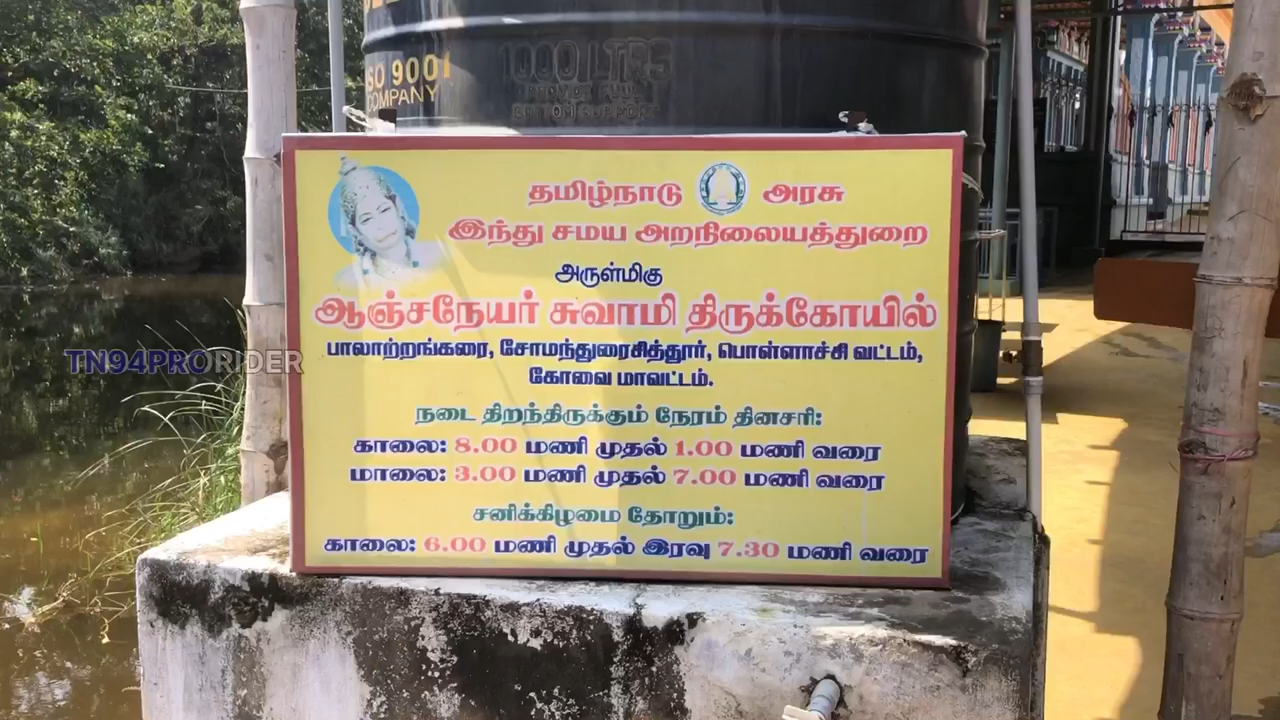 ISO 9001
COMPANY
1000 LTRS
தமிழ்நாடு அரசு
இந்து சமய அறநிலையத்துறை
அருள்மிகு
ஆஞ்சநேயர் சுவாமி திருக்கோயில்
பாலாற்றங்கரை, சோமந்துரைசித்தூர், பொள்ளாச்சி வட்டம்,
கோவை மாவட்டம்.
நடை திறந்திருக்கும் நேரம் தினசரி:
காலை: 8.00 மணி முதல் 1.00 மணி வரை
மாலை: 3.00 மணி முதல் 7.00 மணி வரை
சனிக்கிழமை தோறும்:
காலை: 6.00 மணி முதல் இரவு 7.30 மணி வரை
TN94PRORIDER